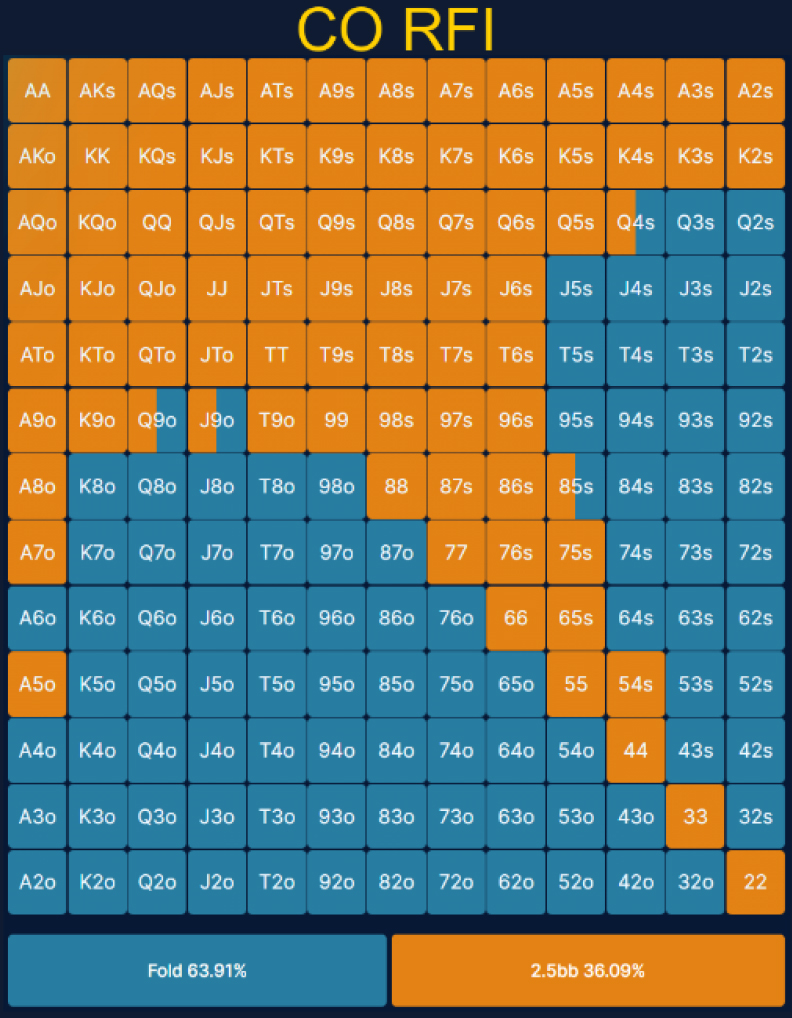 CO RFI
AA AKs AQs AJs ATs A9s A8s A7s A6s A5s A4s A3s A2s
AKo KK KQs KJs KTs K9s K8s K7s K6s K5s K4s K3s K2s
AQo KQo QQ QJs QTs Q9s Q8s Q7s Q6s Q5s Q4s Q3s Q2s
AJo KJo QJo JJ JTs J9s J8s J7s J6s J5s J4s J3s J2s
ATo KTo QTo JTo TT T9s T8s T7s T6s T5s T4s T3s T2s
A9o K9o Q9o J9o T9o 99 98s 97s 96s 95s 94s 93s 92s
A8o K8o Q8o J8o T8o 98o 88 87s 86s 85s 84s 83s 82s
A7o K7o Q7o J7o T7o 97o 87o 77 76s 75s 74s 73s 72s
A6o K6o Q6o J6o T6o 96o 86o 76o 66 65s 64s 63s 62s
A5o K5o Q5o J5o T5o 95o 85o 75o 65o 55 54s 53s 52s
A4o K4o Q4o J4o T4o 94o 84o 74o 64o 54o 44 43s 42s
A3o K3o Q3o J3o T3o 93o 83o 73o 63o 53o 43o 33 32s
A2o K2o Q2o J2o T2o 92o 82o 72o 62o 52o 42o 32o 22
Fold 63.91% 2.5bb 36.09%